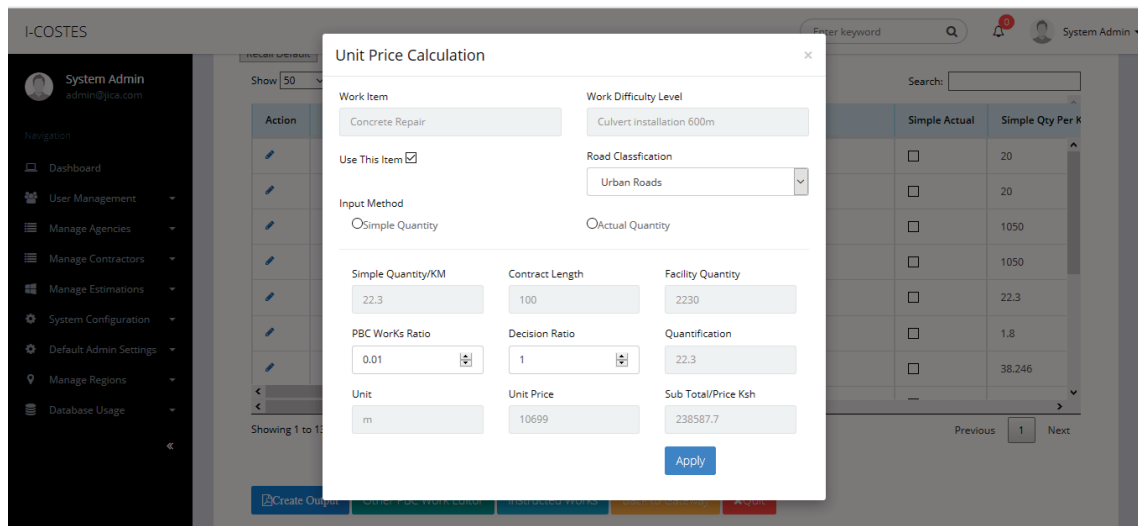 I-COSTES
Enter keyword
0
System Admin
Recall Default
Unit Price Calculation
×
System Admin
admin@jica.com
Show 50
Search:
Work Item
Work Difficulty Level
Concrete Repair
Culvert installation 600m
Action
Simple Actual
Simple Qty Per K
Navigation
Use This Item
Road Classfication
20
Dashboard
Urban Roads
User Management
20
Input Method
Simple Quantity
Actual Quantity
Manage Agencies
1050
Manage Contractors
1050
Simple Quantity/KM
Contract Length
Facility Quantity
Manage Estimations
22.3
100
2230
22.3
System Configuration
PBC WorKs Ratio
Decision Ratio
Quantification
1.8
Default Admin Settings
0.01
1
22.3
Manage Regions
38.246
Unit
Unit Price
Sub Total/Price Ksh
Database Usage
m
10699
238587.7
Showing 1 to 13
Previous
1
Next
«
Apply
Create Output
Other PBC Work Editor
Instructed Works
Quit